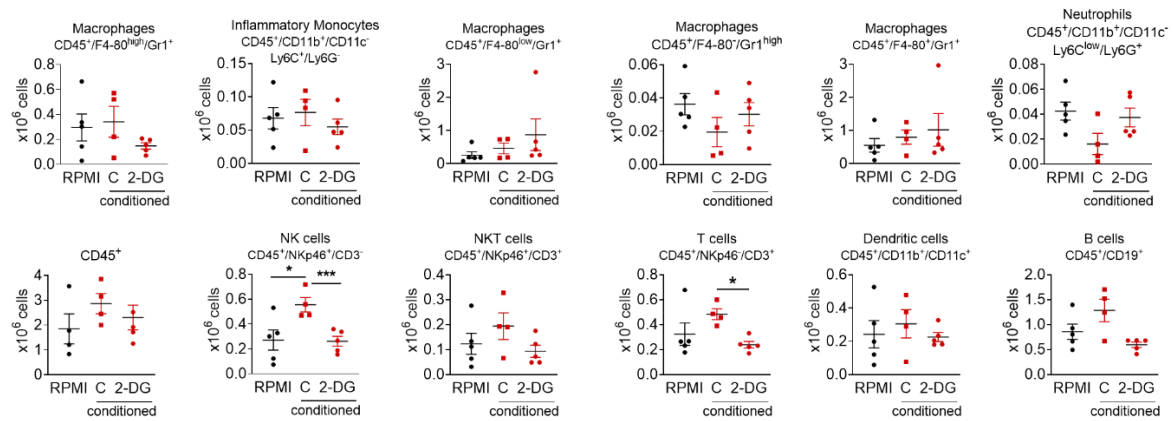 Macrophages
CD45⁺/F4-80ʰⁱᵍʰ/Gr1⁺
x10⁶ cells
0.8
0.6
0.4
0.2
0.0
RPMI C 2-DG
conditioned
Inflammatory Monocytes
CD45⁺/CD11b⁺/CD11c⁻
Ly6C⁺/Ly6G⁻
x10⁶ cells
0.15
0.10
0.05
0.00
RPMI C 2-DG
conditioned
Macrophages
CD45⁺/F4-80ˡᵒʷ/Gr1⁺
x10⁶ cells
3
2
1
0
RPMI C 2-DG
conditioned
Macrophages
CD45⁺/F4-80⁻/Gr1ʰⁱᵍʰ
x10⁶ cells
0.08
0.06
0.04
0.02
0.00
RPMI C 2-DG
conditioned
Macrophages
CD45⁺/F4-80⁺/Gr1⁺
x10⁶ cells
3
2
1
0
RPMI C 2-DG
conditioned
Neutrophils
CD45⁺/CD11b⁺/CD11c⁻
Ly6Cˡᵒʷ/Ly6G⁺
x10⁶ cells
0.08
0.06
0.04
0.02
0.00
RPMI C 2-DG
conditioned
CD45⁺
x10⁶ cells
5
4
3
2
1
0
RPMI C 2-DG
conditioned
NK cells
CD45⁺/NKp46⁺/CD3⁻
* ***
x10⁶ cells
0.8
0.6
0.4
0.2
0.0
RPMI C 2-DG
conditioned
NKT cells
CD45⁺/NKp46⁺/CD3⁺
x10⁶ cells
0.5
0.4
0.3
0.2
0.1
0.0
RPMI C 2-DG
conditioned
T cells
CD45⁺/NKp46⁻/CD3⁺
*
x10⁶ cells
0.8
0.6
0.4
0.2
0.0
RPMI C 2-DG
conditioned
Dendritic cells
CD45⁺/CD11b⁺/CD11c⁺
x10⁶ cells
0.6
0.4
0.2
0.0
RPMI C 2-DG
conditioned
B cells
CD45⁺/CD19⁺
x10⁶ cells
2.0
1.5
1.0
0.5
0.0
RPMI C 2-DG
conditioned